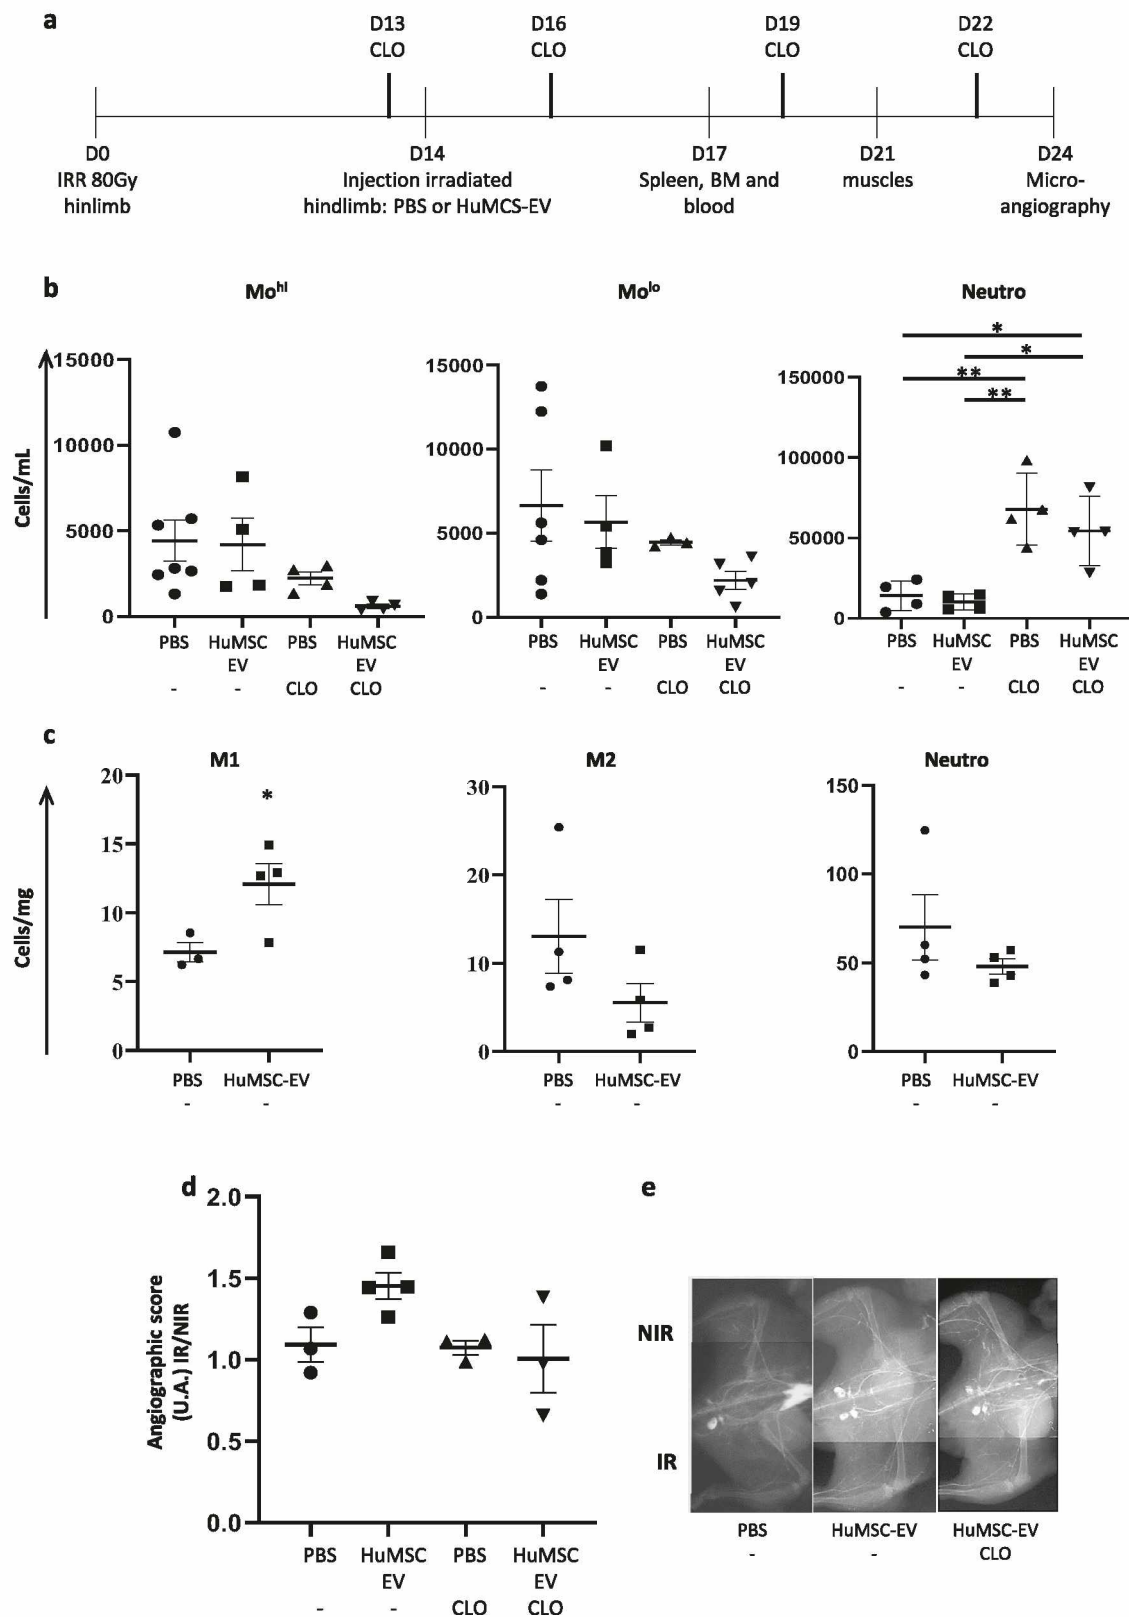 a
D13 D16 D19 D22
CLO CLO CLO CLO
D0 D14 D17 D21 D24
IRR 80Gy Injection irradiated Spleen, BM and muscles Micro-
hinlimb hindlimb: PBS or HuMCS-EV blood angiography
b
Mohi Molo Neutro
Cells/mL
15000
10000
5000
0
PBS HuMSC PBS HuMSC
EV EV
- - CLO CLO
15000
10000
5000
0
PBS HuMSC PBS HuMSC
EV EV
- - CLO CLO
*
*
**
**
150000
100000
50000
0
PBS HuMSC PBS HuMSC
EV EV
- - CLO CLO
c
M1 M2 Neutro
Cells/mg
20
15
10
5
0
*
PBS HuMSC-EV
- -
30
20
10
0
PBS HuMSC-EV
- -
150
100
50
0
PBS HuMSC-EV
- -
d
Angiographic score
(U.A.) IR/NIR
2.0
1.5
1.0
0.5
0.0
PBS HuMSC PBS HuMSC
EV EV
- - CLO CLO
e
NIR
IR
PBS HuMSC-EV HuMSC-EV
- - CLO